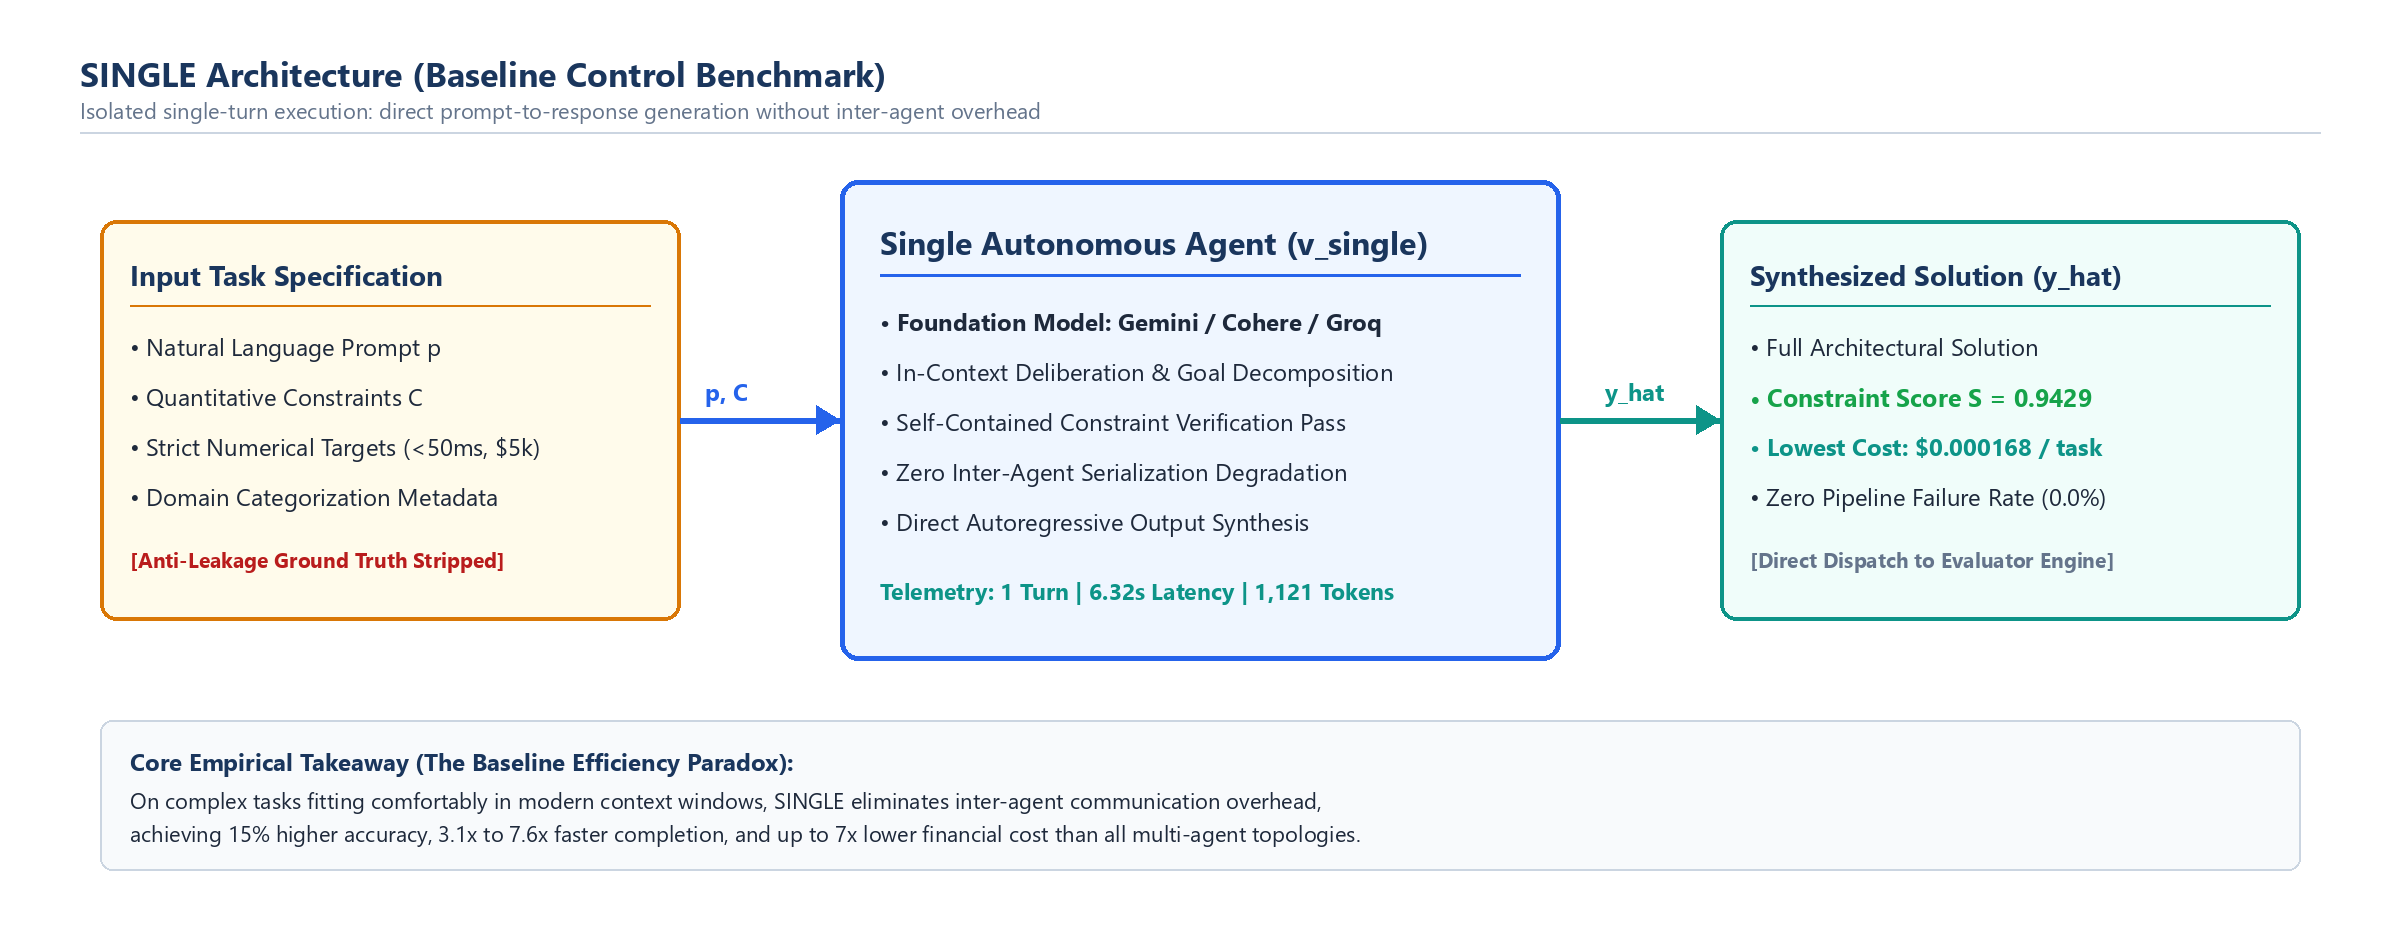 SINGLE Architecture (Baseline Control Benchmark)
Isolated single-turn execution: direct prompt-to-response generation without inter-agent overhead
Input Task Specification
• Natural Language Prompt p
• Quantitative Constraints C
• Strict Numerical Targets (<50ms, $5k)
• Domain Categorization Metadata
[Anti-Leakage Ground Truth Stripped]
p, C
Single Autonomous Agent (v_single)
• Foundation Model: Gemini / Cohere / Groq
• In-Context Deliberation & Goal Decomposition
• Self-Contained Constraint Verification Pass
• Zero Inter-Agent Serialization Degradation
• Direct Autoregressive Output Synthesis
Telemetry: 1 Turn | 6.32s Latency | 1,121 Tokens
y_hat
Synthesized Solution (y_hat)
• Full Architectural Solution
• Constraint Score S = 0.9429
• Lowest Cost: $0.000168 / task
• Zero Pipeline Failure Rate (0.0%)
[Direct Dispatch to Evaluator Engine]
Core Empirical Takeaway (The Baseline Efficiency Paradox):
On complex tasks fitting comfortably in modern context windows, SINGLE eliminates inter-agent communication overhead,
achieving 15% higher accuracy, 3.1x to 7.6x faster completion, and up to 7x lower financial cost than all multi-agent topologies.